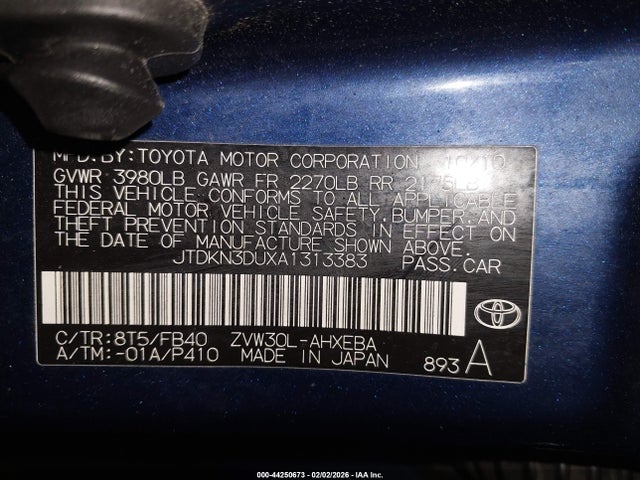 MFD.BY:TOYOTA MOTOR CORPORATION 10/10
GVWR 3980LB GAWR FR 2270LB RR 2175LB
THIS VEHICLE CONFORMS TO ALL APPLICABLE
FEDERAL MOTOR VEHICLE SAFETY, BUMPER, AND
THEFT PREVENTION STANDARDS IN EFFECT ON
THE DATE OF MANUFACTURE SHOWN ABOVE.
JTDKN3DUXA1313383 PASS.CAR
C/TR:8T5/FB40 ZVW30L-AHXEBA
A/TM:-01A/P410 MADE IN JAPAN 893 A
000-44250673 - 02/02/2026 - IAA Inc.